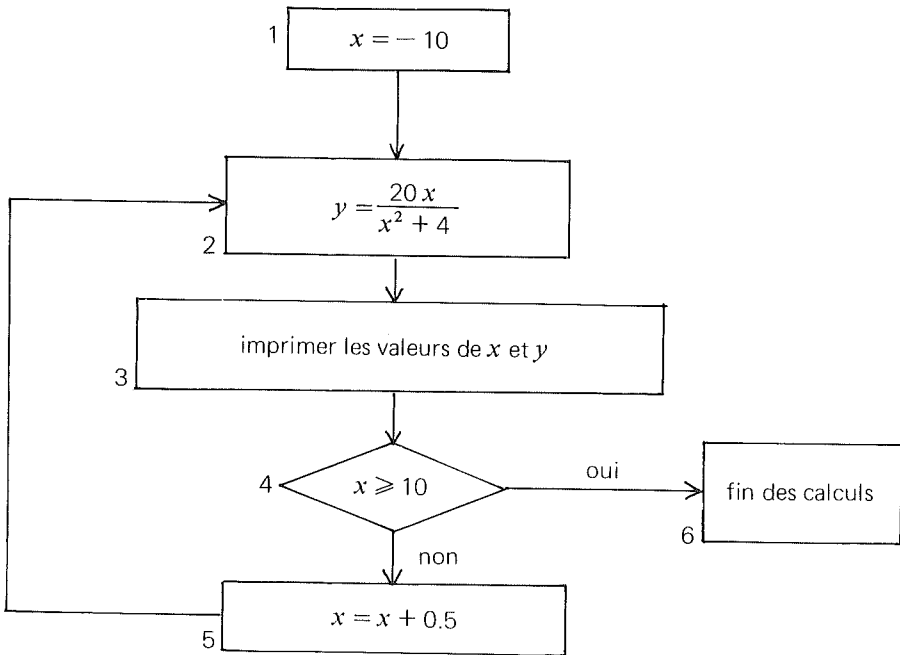 1
x = − 10
y = 20 x / x² + 4
2
imprimer les valeurs de x et y
3
4
x ⩾ 10
oui
fin des calculs
6
non
x = x + 0.5
5